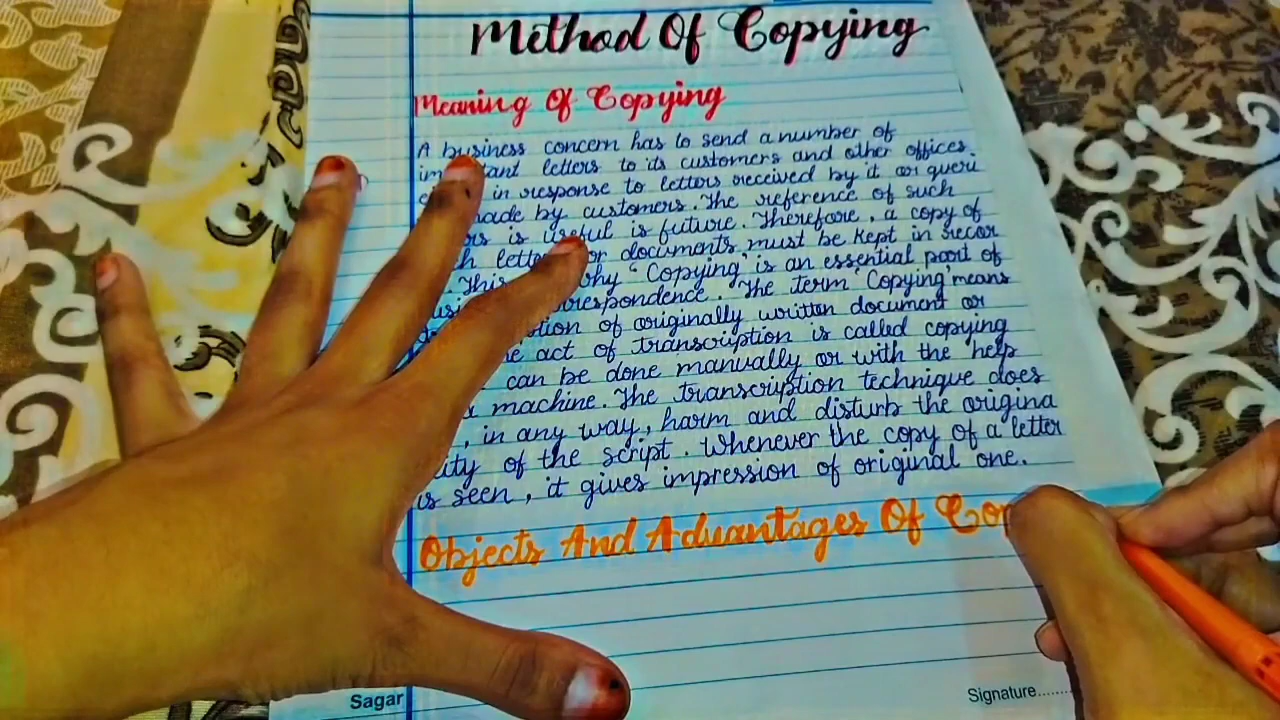 Method Of Copying
Meaning Of Copying
A business concern has to send a number of
letters to its customers and other offices.
in response to letters received by it or queri
made by customers. The reference of such
is useful is future. Therefore, a copy of
or documents must be kept in recor
This "Copying" is an essential part of
The term 'Copying' means
of originally written document or
act of transcription is called copying
can be done manually or with the help
machine. The transcription technique does
, in any way, harm and disturb the origina
of the script. Whenever the copy of a letter
is seen, it gives impression of original one.
Objects And Advantages Of Cop
Sagar
Signature........